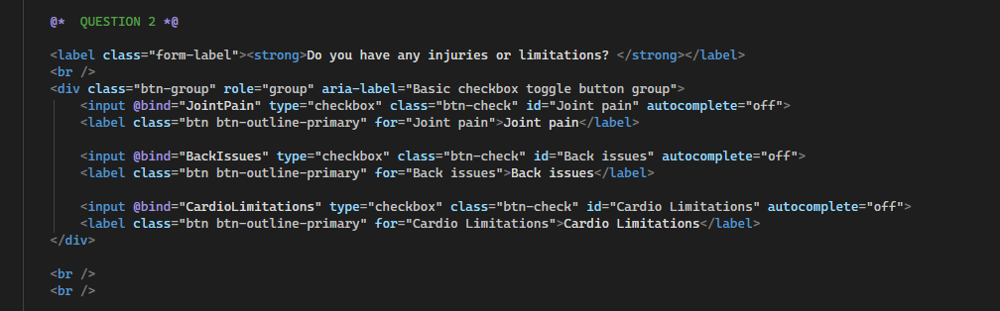 @*  QUESTION 2 *@
<label class="form-label"><strong>Do you have any injuries or limitations? </strong></label>
<br />
<div class="btn-group" role="group" aria-label="Basic checkbox toggle button group">
<input @bind="JointPain" type="checkbox" class="btn-check" id="Joint pain" autocomplete="off">
<label class="btn btn-outline-primary" for="Joint pain">Joint pain</label>
<input @bind="BackIssues" type="checkbox" class="btn-check" id="Back issues" autocomplete="off">
<label class="btn btn-outline-primary" for="Back issues">Back issues</label>
<input @bind="CardioLimitations" type="checkbox" class="btn-check" id="Cardio Limitations" autocomplete="off">
<label class="btn btn-outline-primary" for="Cardio Limitations">Cardio Limitations</label>
</div>
<br />
<br />